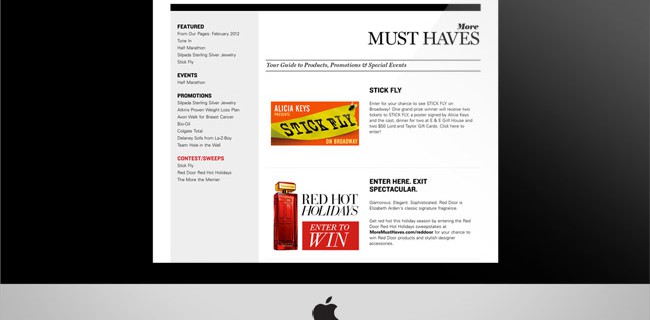 FEATURED
From Our Pages: February 2012
Tune In
Half Marathon
Silpada Sterling Silver Jewelry
Stick Fly
EVENTS
Half Marathon
PROMOTIONS
Silpada Sterling Silver Jewelry
Atkins Proven Weight Loss Plan
Avon Walk for Breast Cancer
Bio-Oil
Colgate Total
Delaney Sofa from La-Z-Boy
Team Hole in the Wall
CONTEST/SWEEPS
Stick Fly
Red Door Red Hot Holidays
The More the Merrier
More
MUST HAVES
Your Guide to Products, Promotions & Special Events
ALICIA KEYS
PRESENTS
STICK FLY
ON BROADWAY
STICK FLY
Enter for your chance to see STICK FLY on
Broadway! One grand-prize winner will receive two
tickets to STICK FLY, a poster signed by Alicia Keys
and the cast, dinner for two at E & E Grill House and
two $50 Lord and Taylor Gift Cards. Click here to
enter!
RED HOT
HOLIDAYS
ENTER TO
WIN
ENTER HERE. EXIT
SPECTACULAR.
Glamorous. Elegant. Sophisticated. Red Door is
Elizabeth Arden's classic signature fragrance.
Get red hot this holiday season by entering the Red
Door Red Hot Holidays sweepstakes at
MoreMustHaves.com/reddoor for your chance to
win Red Door products and stylish designer
accessories.